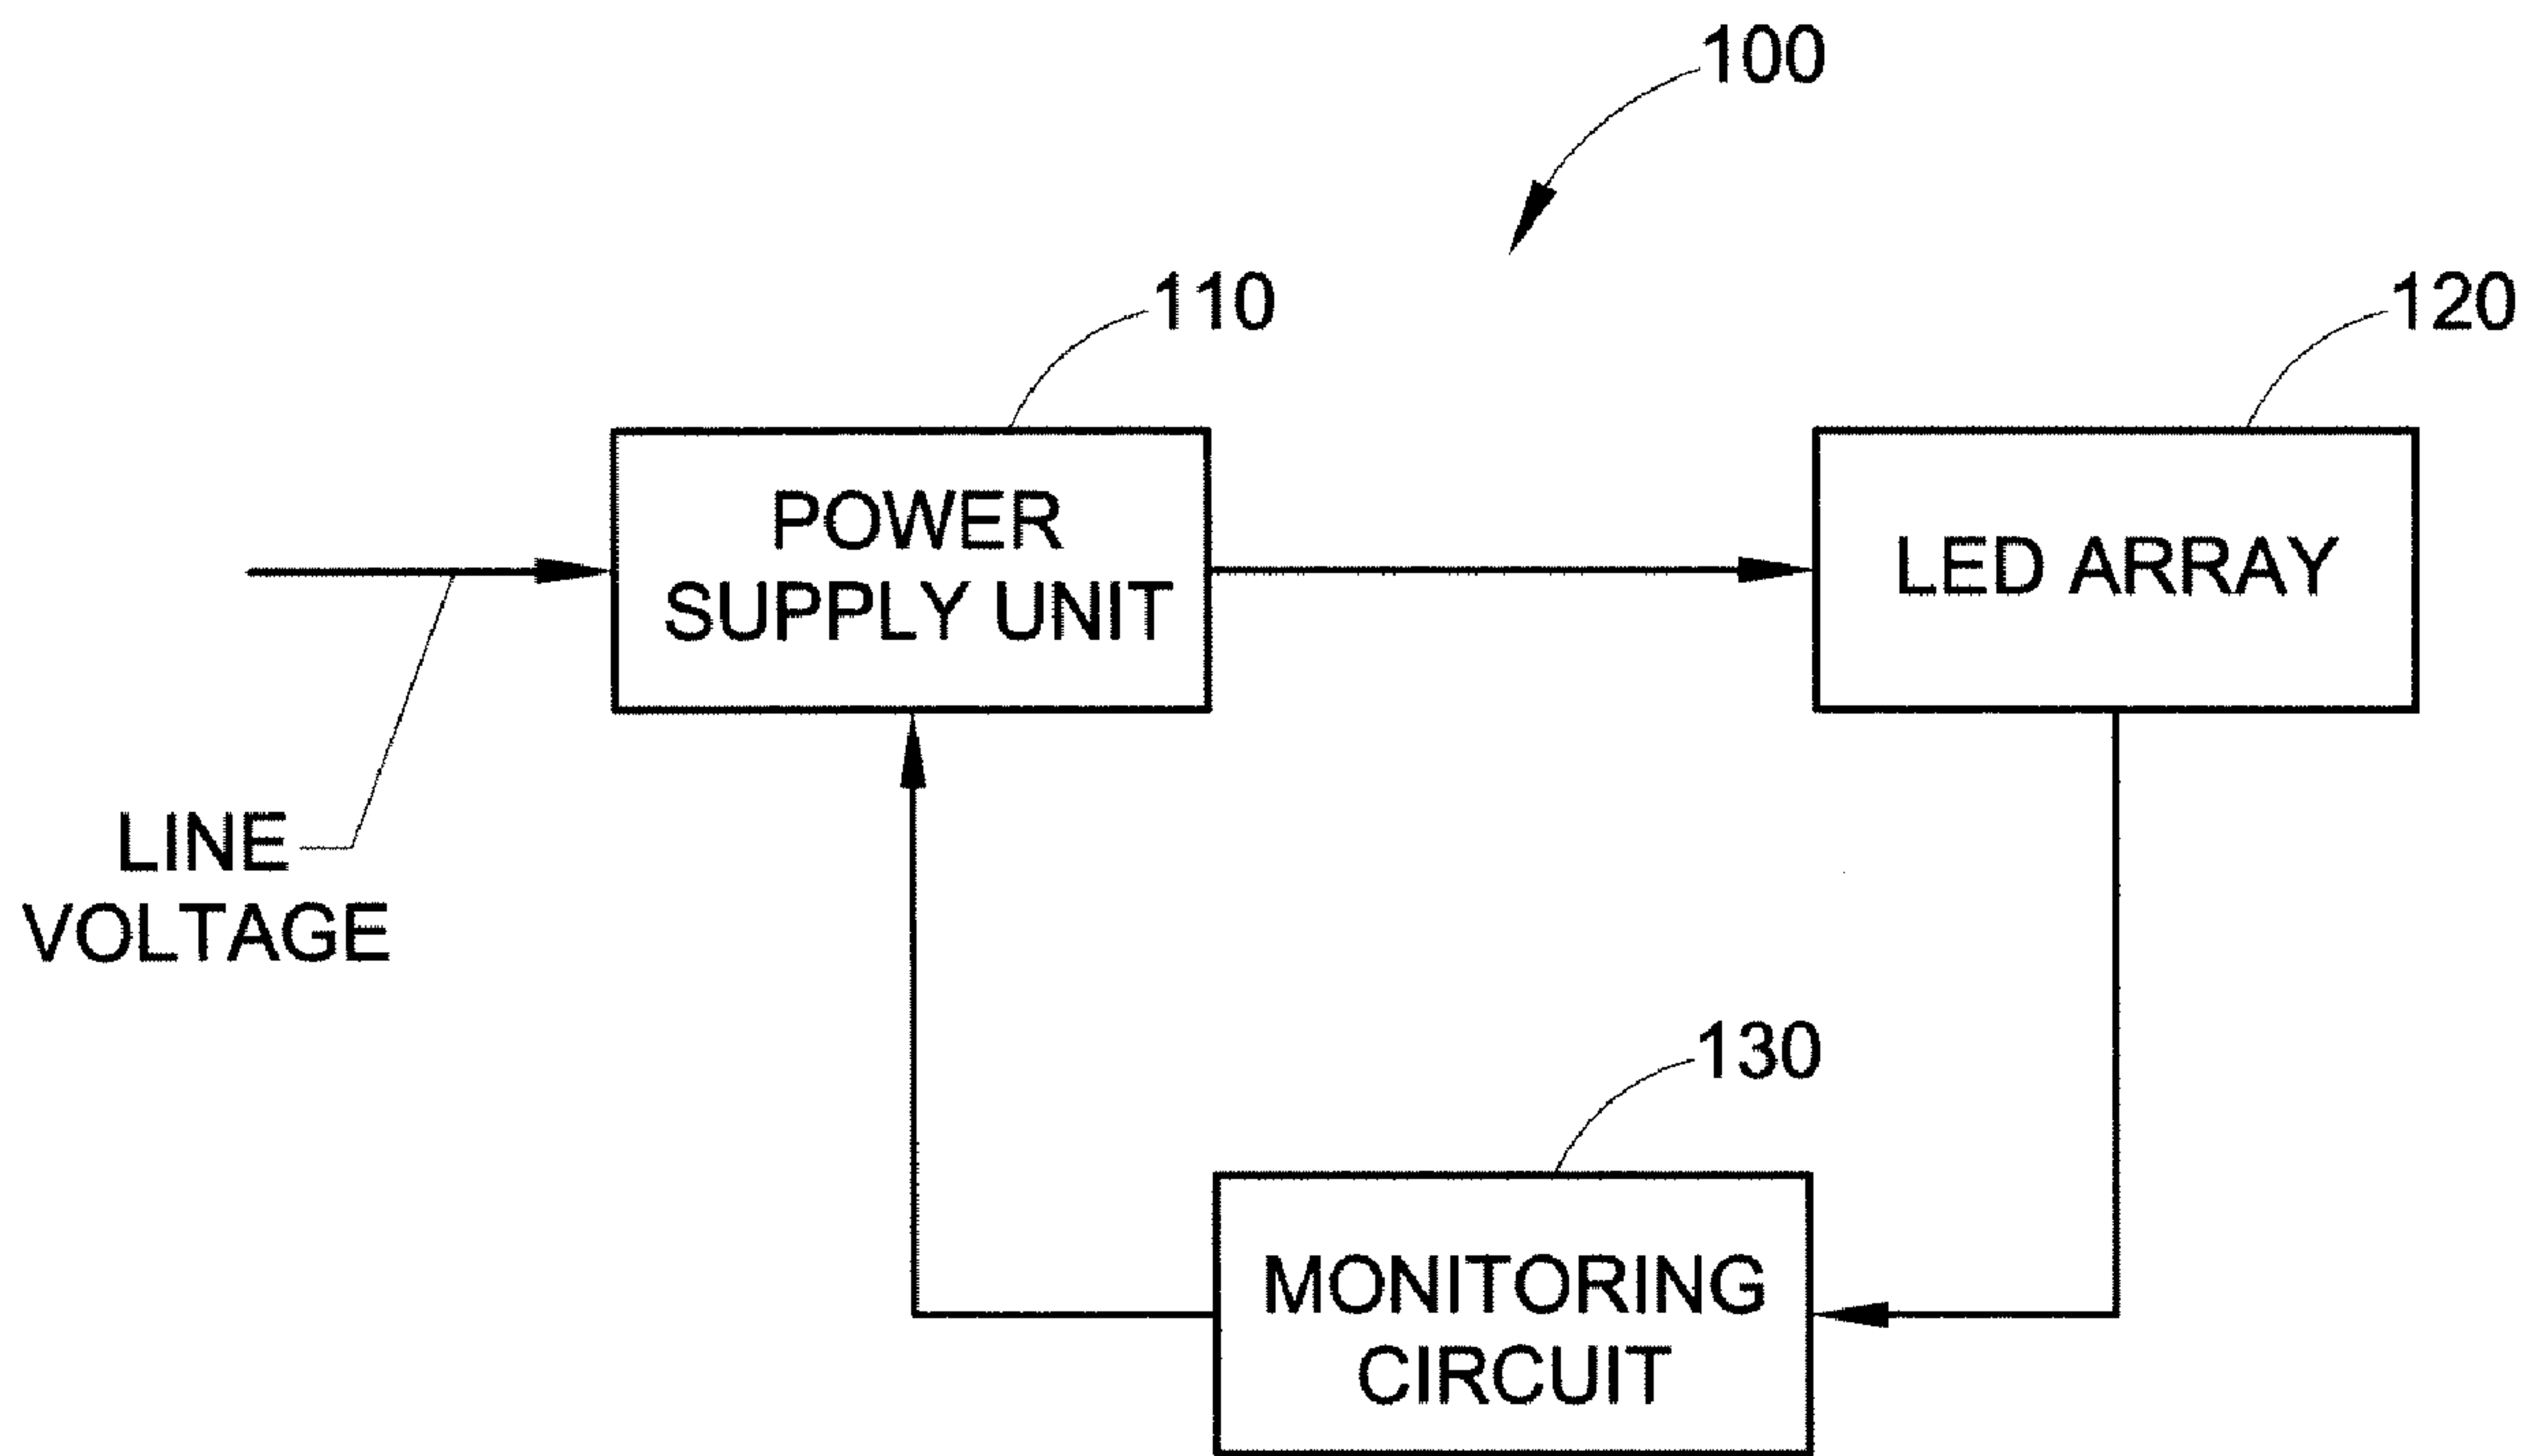 100
110
120
POWER
SUPPLY UNIT
LED ARRAY
LINE
VOLTAGE
130
MONITORING
CIRCUIT